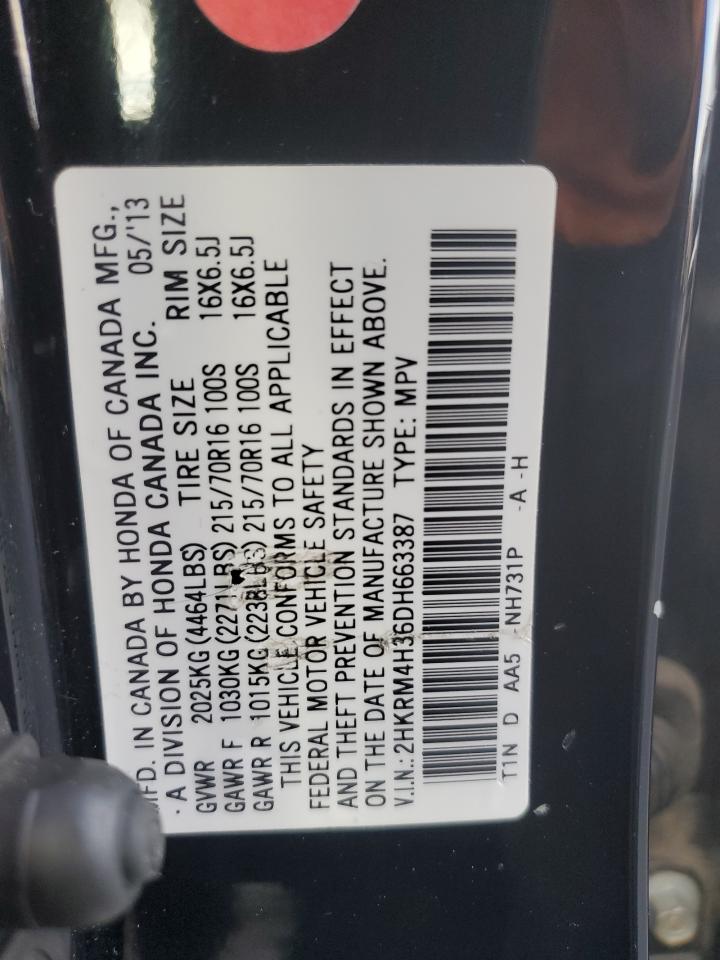 MFD. IN CANADA BY HONDA OF CANADA MFG.,
A DIVISION OF HONDA CANADA INC. 05/'13
GVWR 2025KG (4464LBS) TIRE SIZE RIM SIZE
GAWR F 1030KG (2271LBS) 215/70R16 100S 16X6.5J
GAWR R 1015KG (2238LBS) 215/70R16 100S 16X6.5J
THIS VEHICLE CONFORMS TO ALL APPLICABLE
FEDERAL MOTOR VEHICLE SAFETY
AND THEFT PREVENTION STANDARDS IN EFFECT
ON THE DATE OF MANUFACTURE SHOWN ABOVE.
V.I.N.: 2HKRM4H36DH663387 TYPE: MPV
T1N D AA5 NH731P -A -H